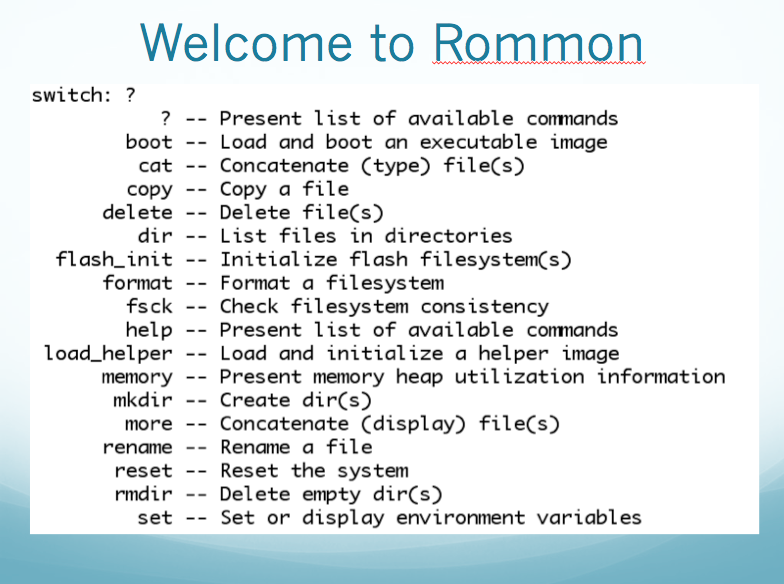 Welcome to Rommon
switch: ?
? -- Present list of available commands
boot -- Load and boot an executable image
cat -- Concatenate (type) file(s)
copy -- Copy a file
delete -- Delete file(s)
dir -- List files in directories
flash_init -- Initialize flash filesystem(s)
format -- Format a filesystem
fsck -- Check filesystem consistency
help -- Present list of available commands
load_helper -- Load and initialize a helper image
memory -- Present memory heap utilization information
mkdir -- Create dir(s)
more -- Concatenate (display) file(s)
rename -- Rename a file
reset -- Reset the system
rmdir -- Delete empty dir(s)
set -- Set or display environment variables